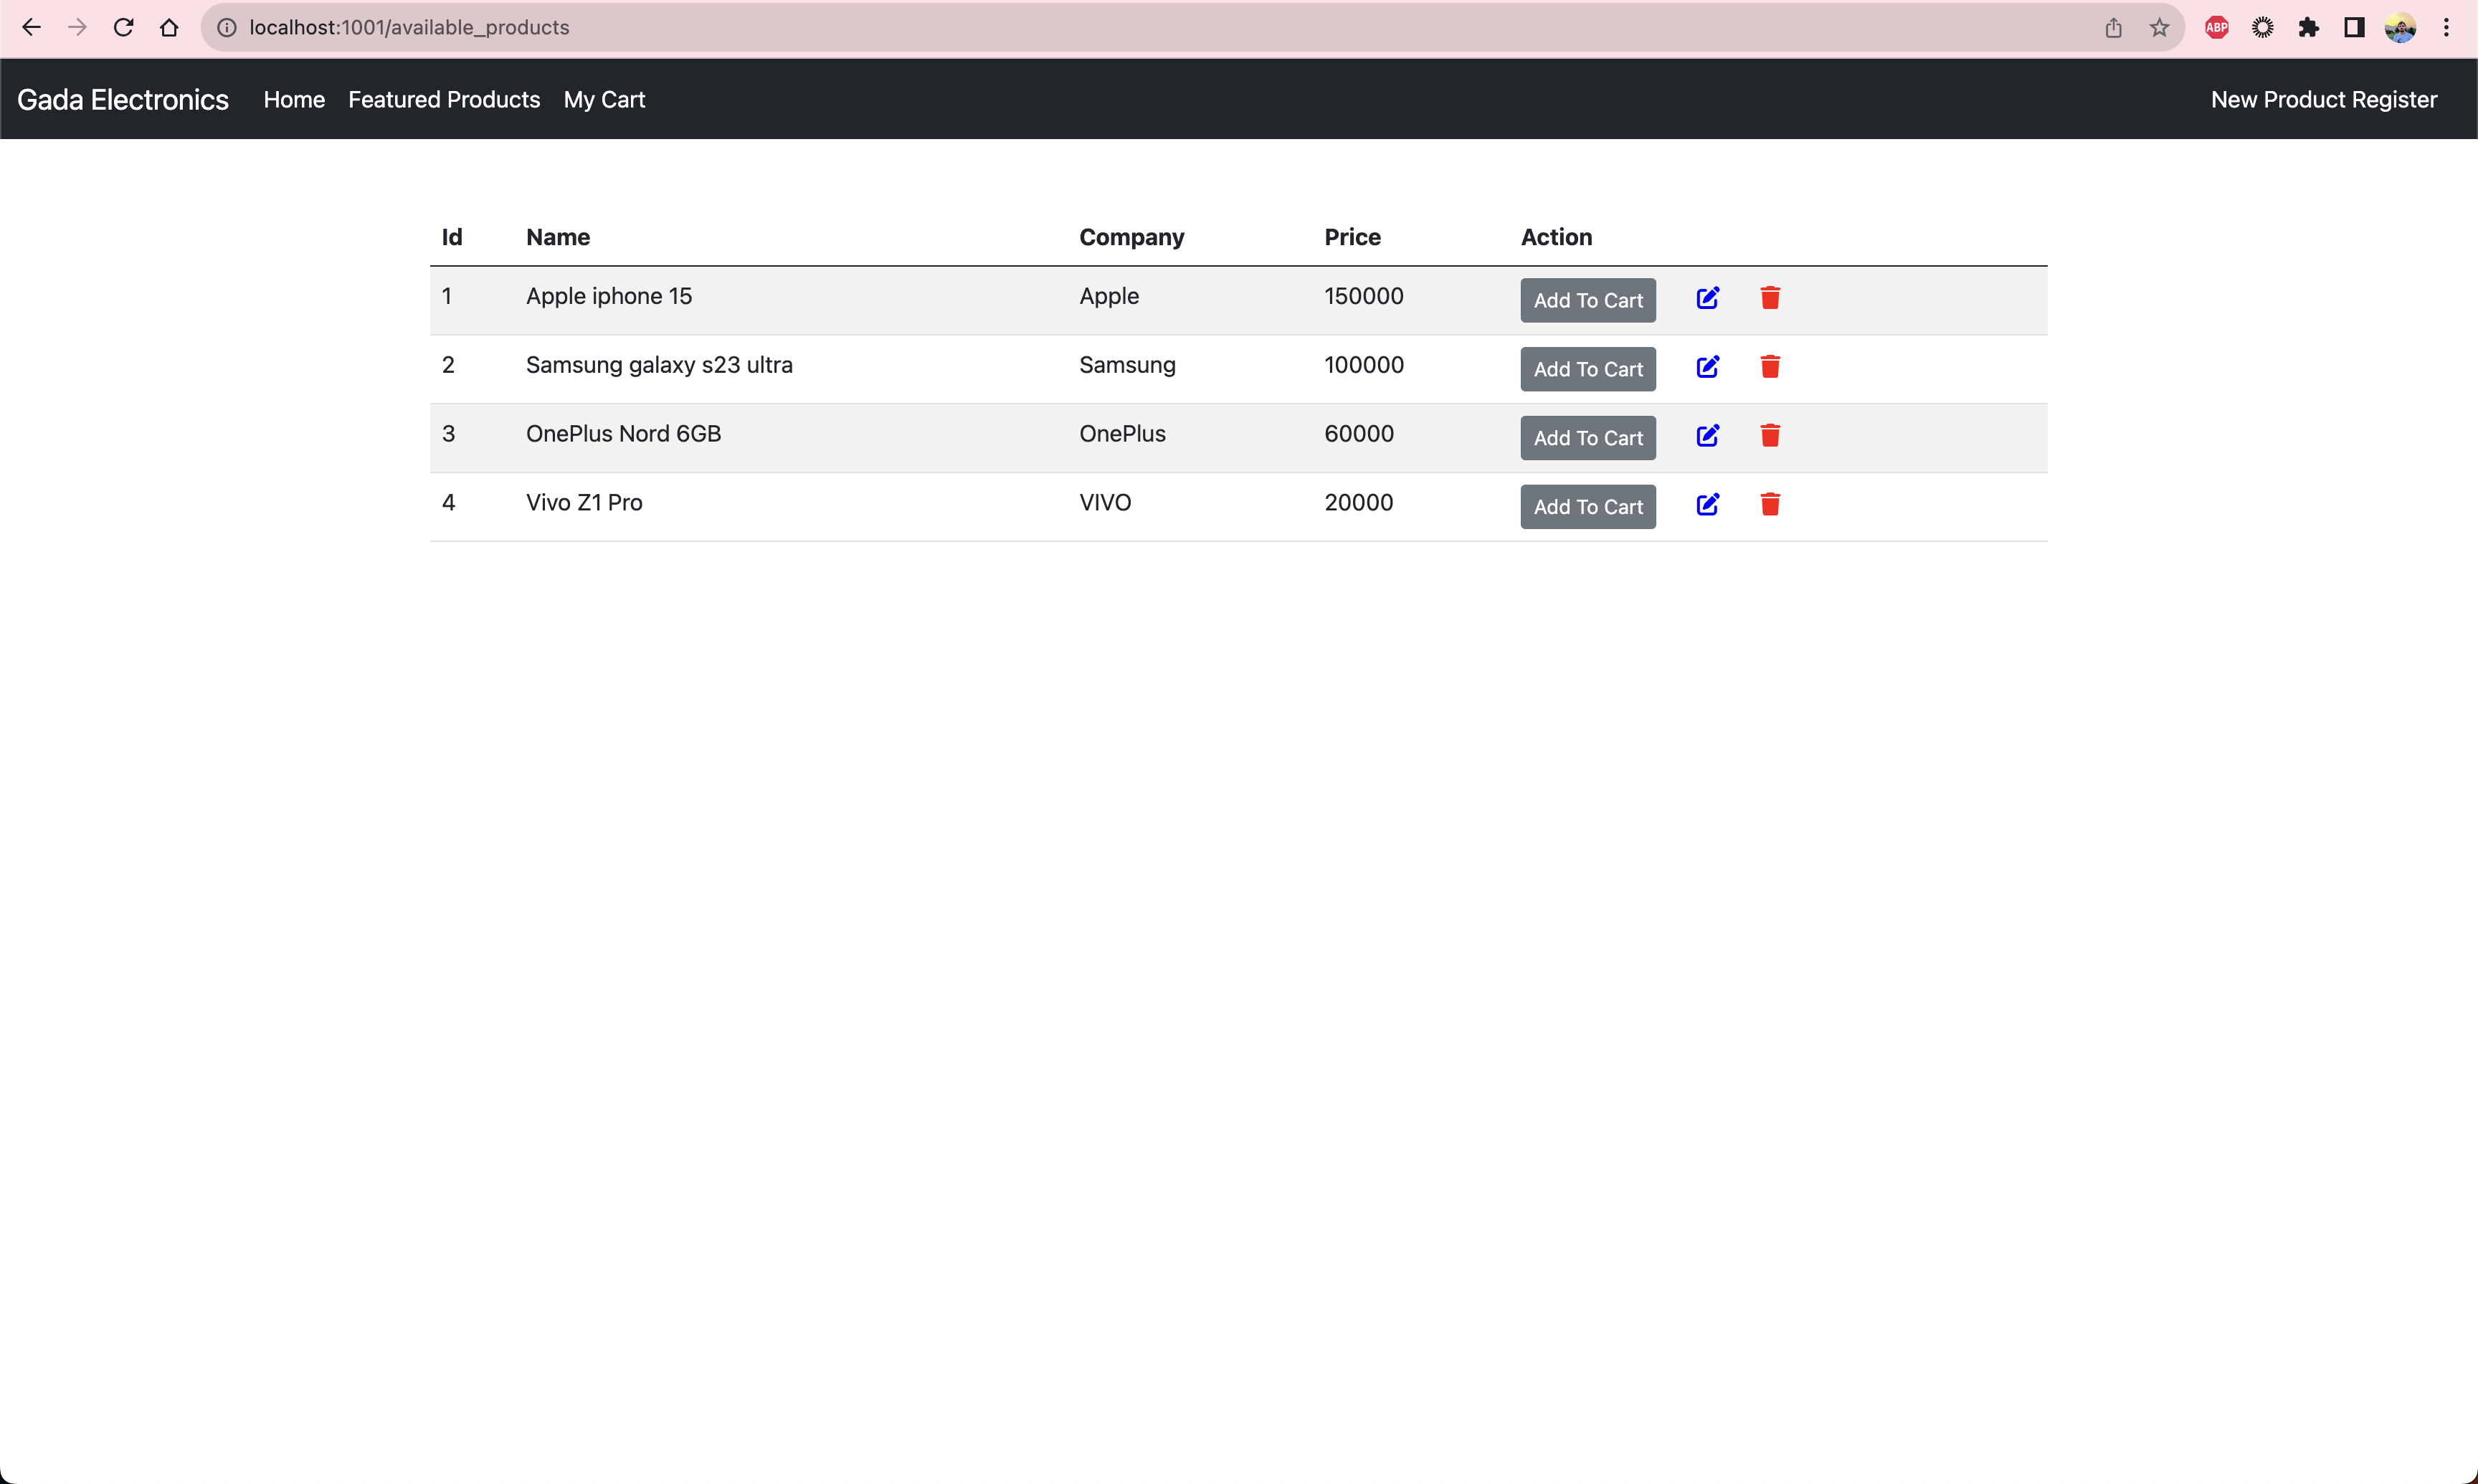 localhost:1001/available_products
ABP
Gada Electronics Home Featured Products My Cart New Product Register
Id Name Company Price Action
1 Apple iphone 15 Apple 150000 Add To Cart
2 Samsung galaxy s23 ultra Samsung 100000 Add To Cart
3 OnePlus Nord 6GB OnePlus 60000 Add To Cart
4 Vivo Z1 Pro VIVO 20000 Add To Cart